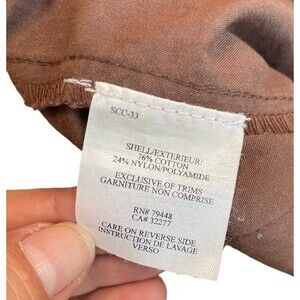 SCC-33
SHELL/EXTERIEUR:
76% COTTON
24% NYLON/POLYAMIDE
EXCLUSIVE OF TRIMS
GARNITURE NON COMPRISE
RN# 79448
CA# 32277
CARE ON REVERSE SIDE
INSTRUCTION DE LAVAGE
VERSO